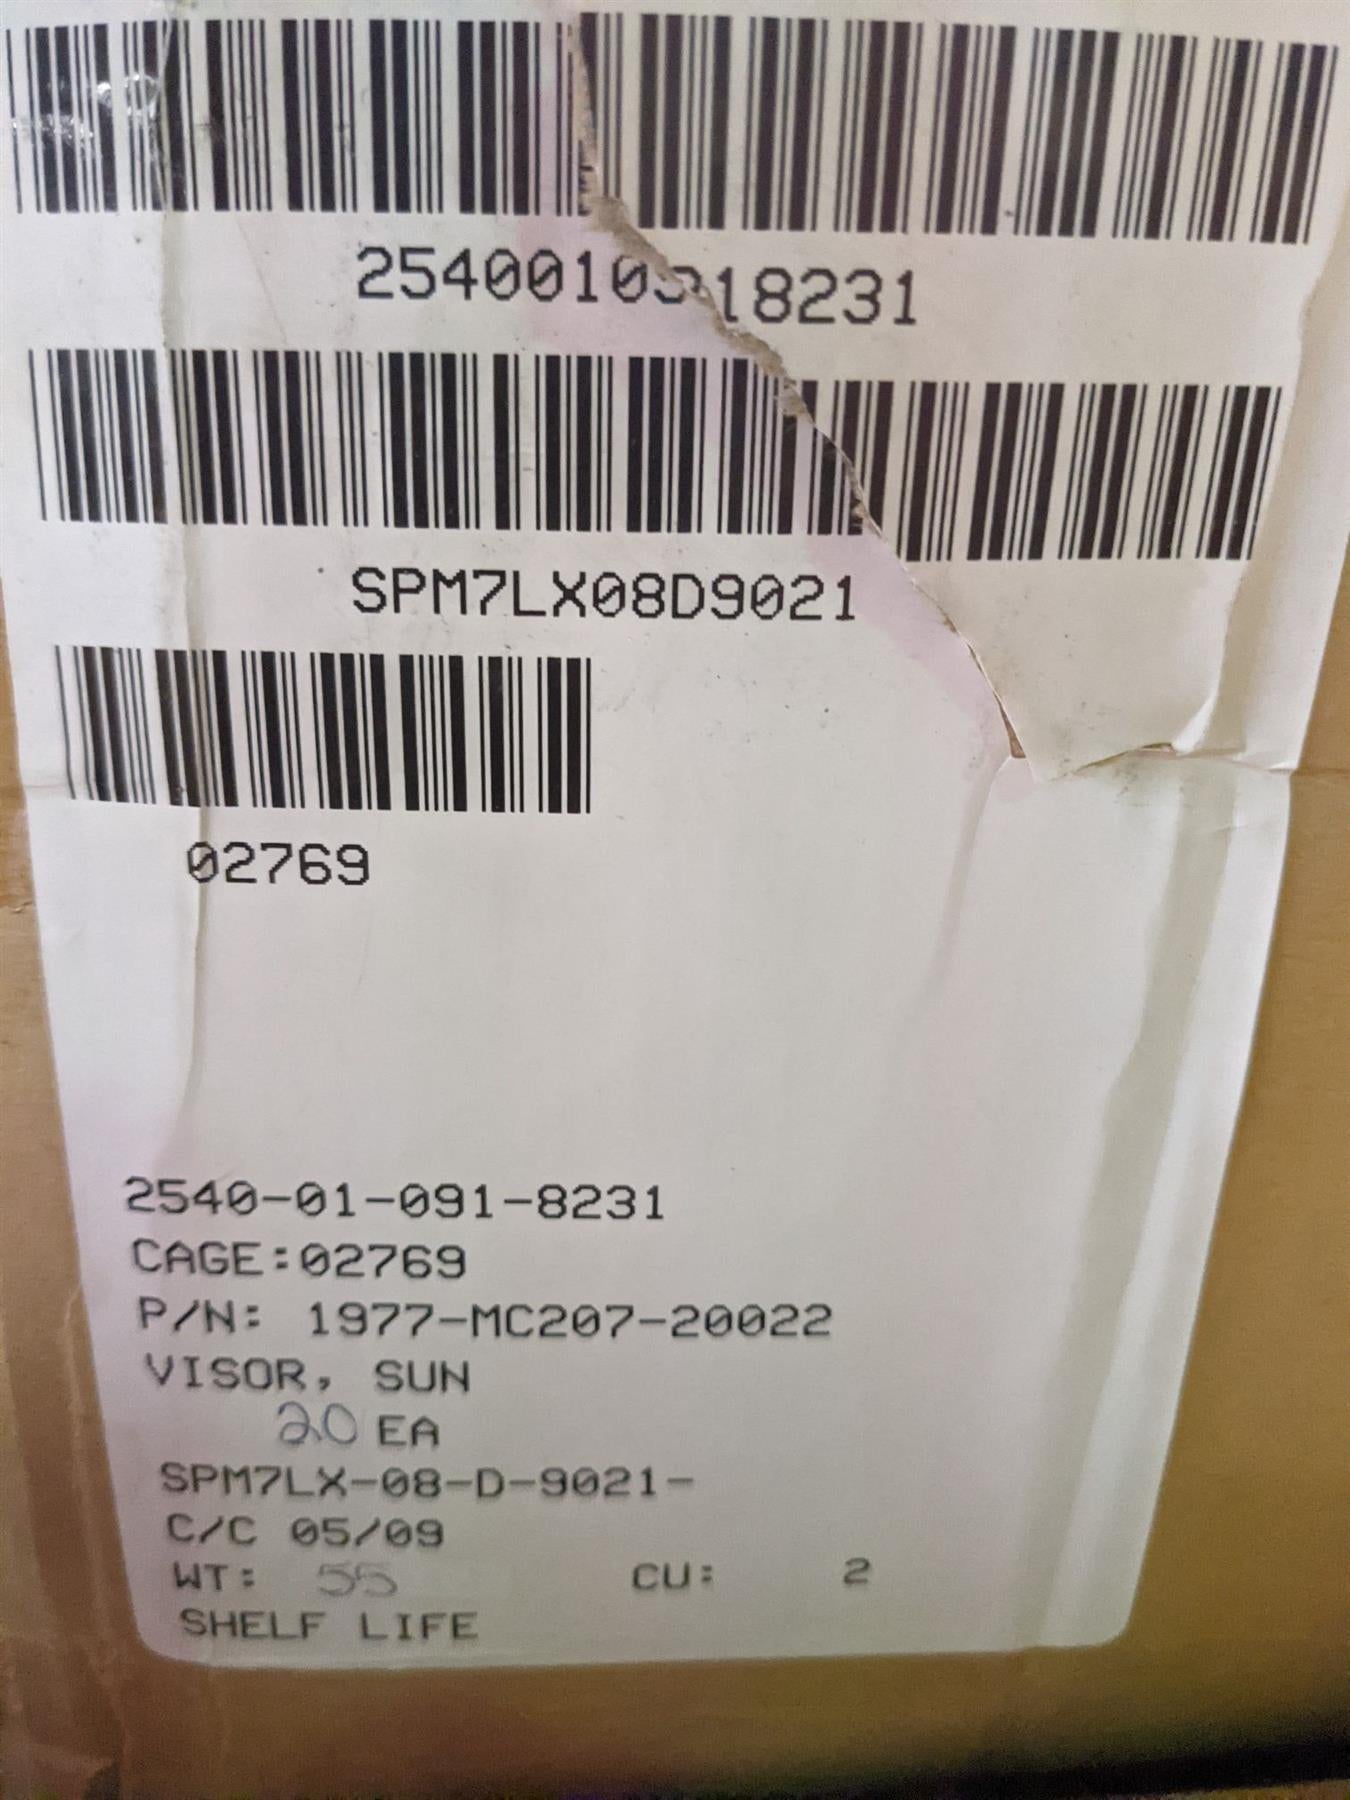 2540010918231
SPM7LX08D9021
02769
2540-01-091-8231
CAGE:02769
P/N: 1977-MC207-20022
VISOR, SUN
20 EA
SPM7LX-08-D-9021-
C/C 05/09
WT: 55 CU: 2
SHELF LIFE